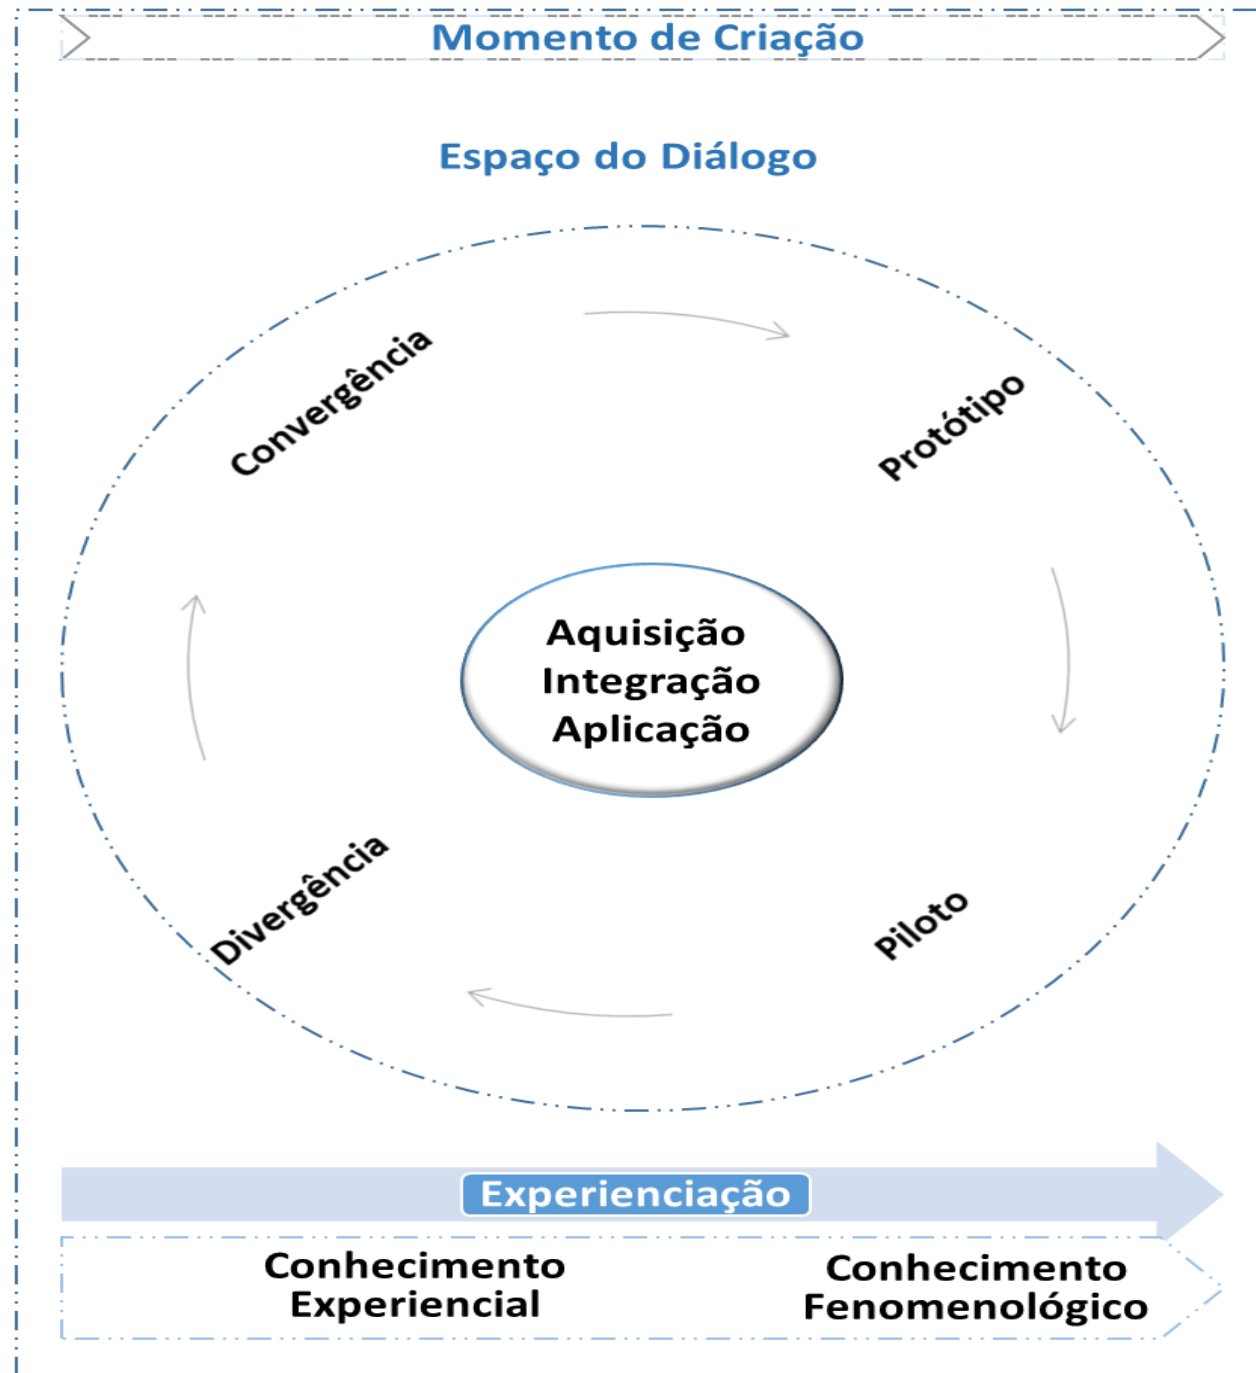 Momento de Criação
Espaço do Diálogo
Convergência
Protótipo
Aquisição
Integração
Aplicação
Divergência
Piloto
Experienciação
Conhecimento
Experiencial
Conhecimento
Fenomenológico